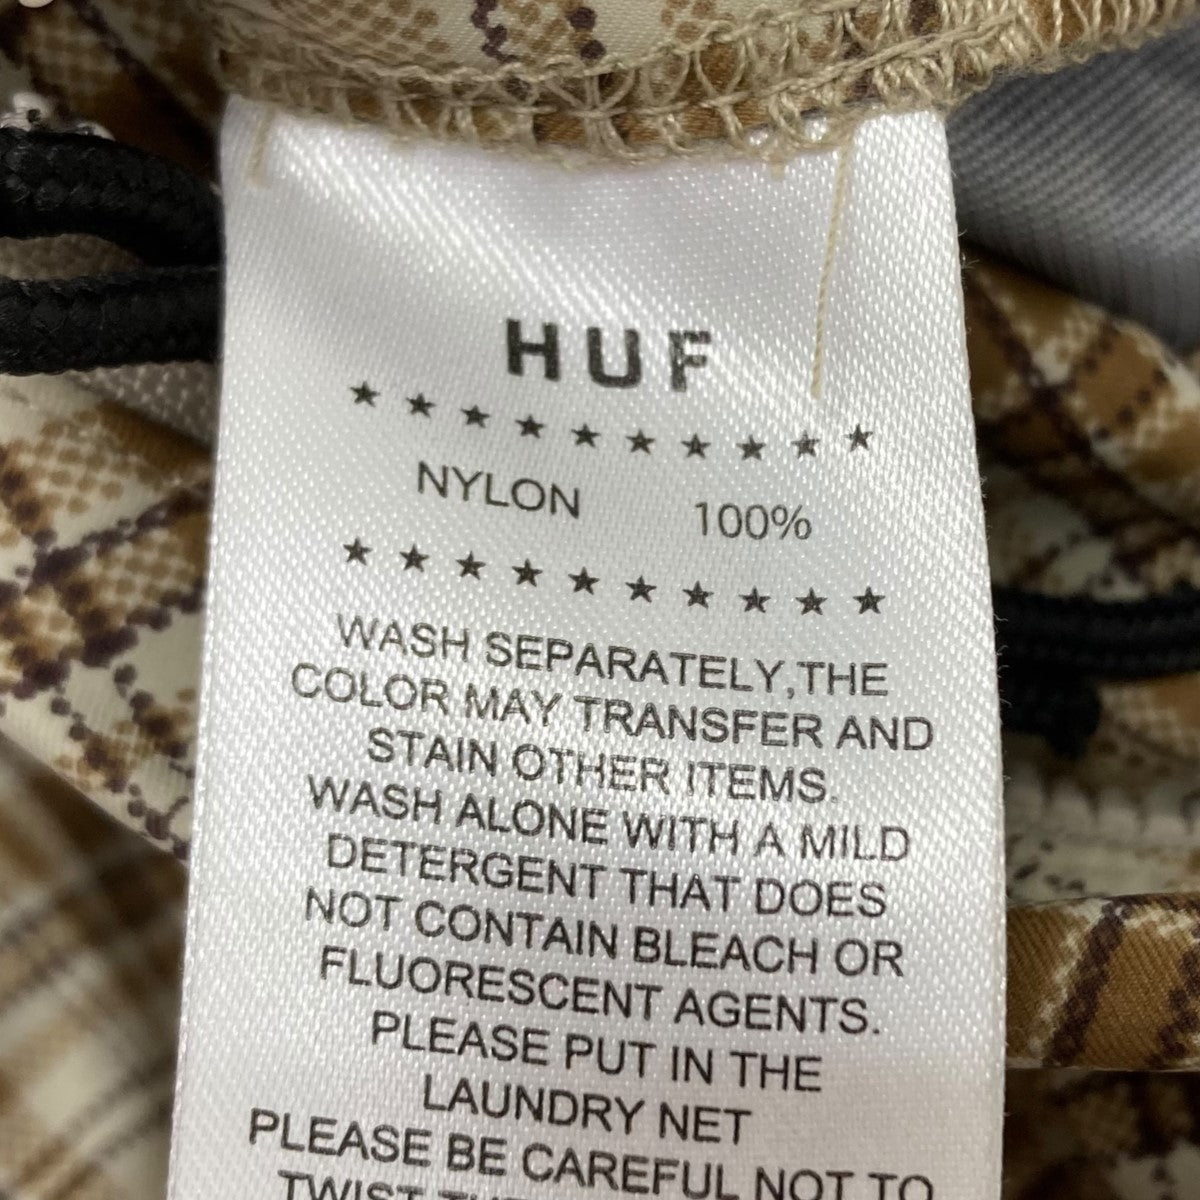 HUF
★★★★★★★★★★
NYLON 100%
★★★★★★★★★★
WASH SEPARATELY,THE
COLOR MAY TRANSFER AND
STAIN OTHER ITEMS.
WASH ALONE WITH A MILD
DETERGENT THAT DOES
NOT CONTAIN BLEACH OR
FLUORESCENT AGENTS.
PLEASE PUT IN THE
LAUNDRY NET
PLEASE BE CAREFUL NOT TO
TWIST